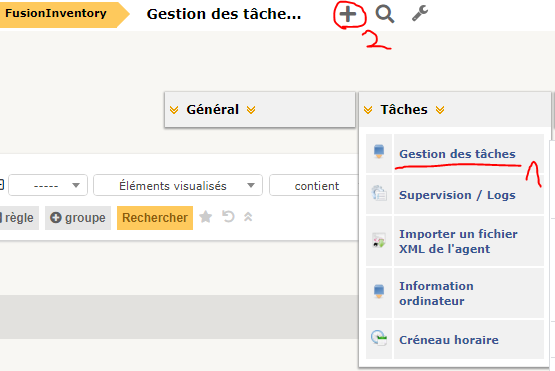 FusionInventory
Gestion des tâche...
2
Général
Tâches
Gestion des tâches
1
-----
Éléments visualisés
contient
Supervision / Logs
règle
groupe
Rechercher
Importer un fichier
XML de l'agent
Information
ordinateur
Créneau horaire